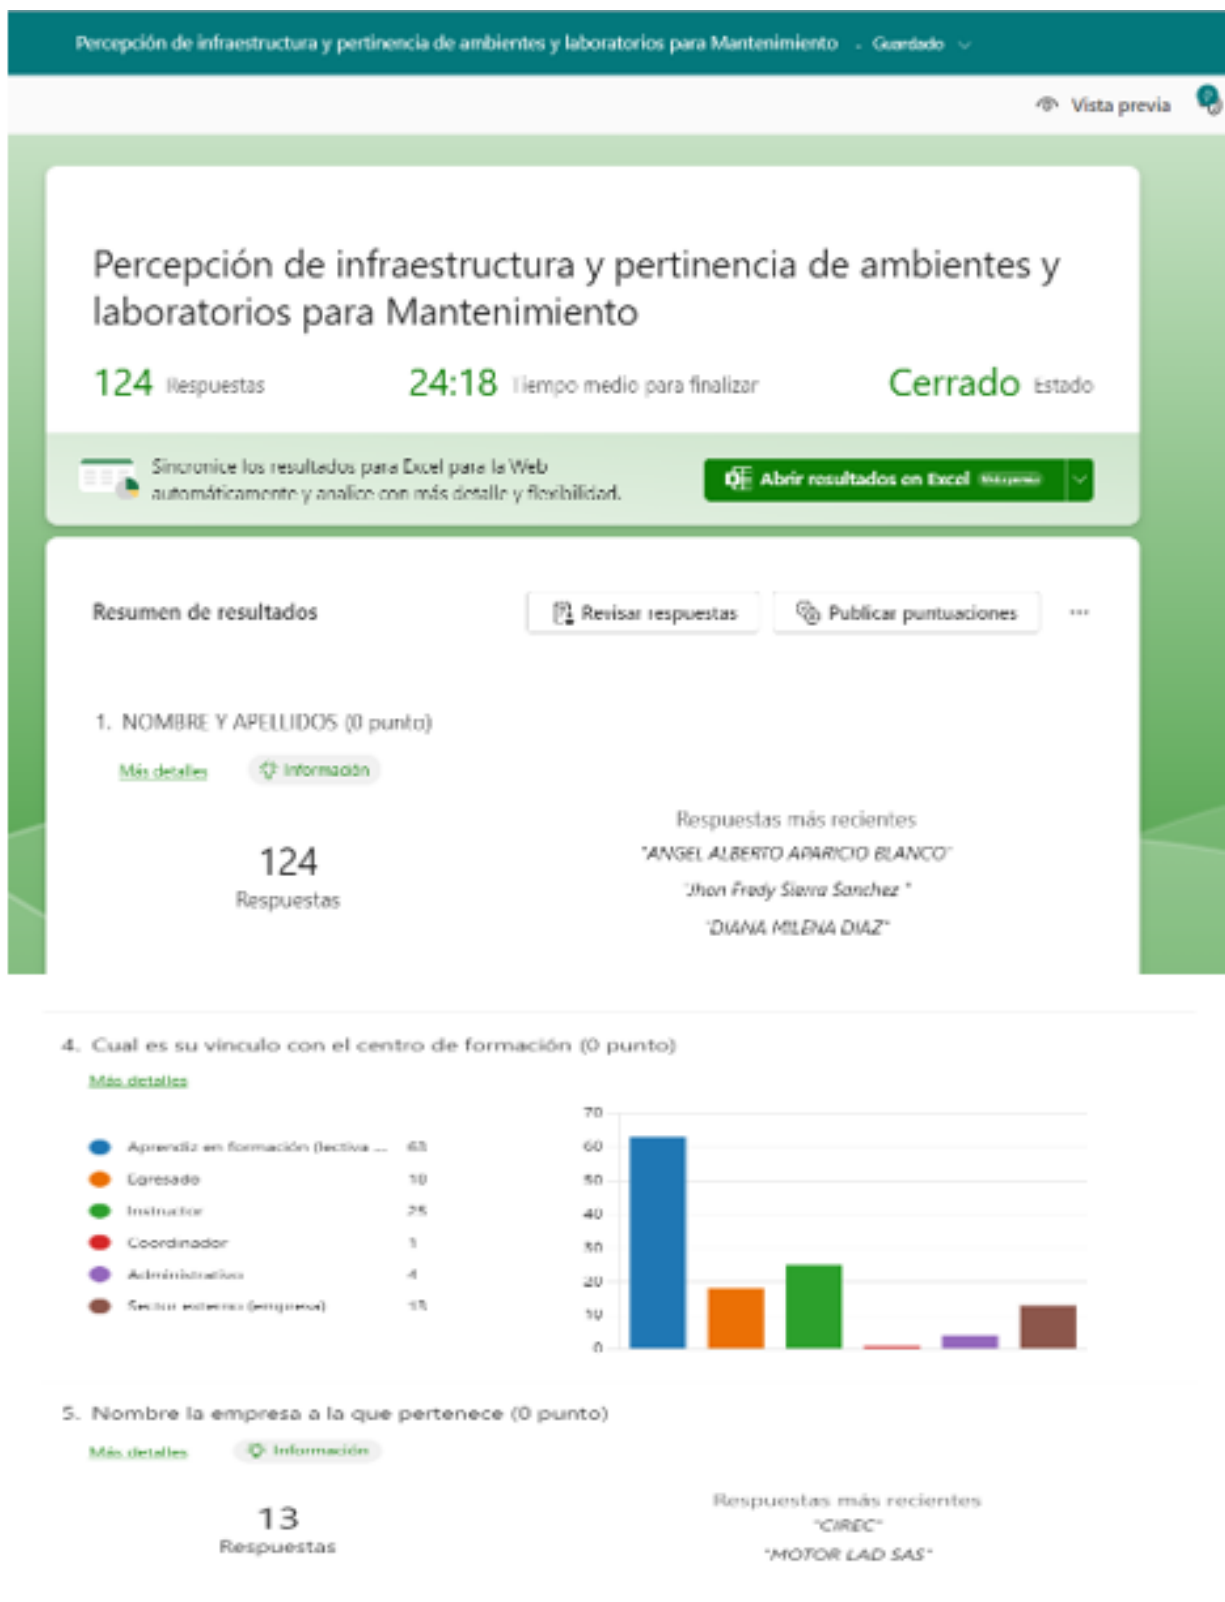 Percepción de infraestructura y pertinencia de ambientes y laboratorios para Mantenimiento - Guardado
Vista previa
Percepción de infraestructura y pertinencia de ambientes y
laboratorios para Mantenimiento
124 Respuestas
24:18 Tiempo medio para finalizar
Cerrado Estado
Sincronice los resultados para Excel para la Web
automáticamente y analice con más detalle y flexibilidad.
Abrir resultados en Excel
Resumen de resultados
Revisar respuestas
Publicar puntuaciones
...
1. NOMBRE Y APELLIDOS (0 punto)
Más detalles
Información
124
Respuestas
Respuestas más recientes
"ANGEL ALBERTO APARICIO BLANCO"
"Jhon Fredy Sierra Sanchez "
"DIANA MILENA DIAZ"
4. Cual es su vinculo con el centro de formación (0 punto)
Más detalles
Aprendiz en formación (lectiva ... 63
Egresado 18
Instructor 25
Coordinador 1
Administrativo 4
Sector externo (empresa) 13
70
60
50
40
30
20
10
0
5. Nombre la empresa a la que pertenece (0 punto)
Más detalles
Información
13
Respuestas
Respuestas más recientes
"CIREC"
"MOTOR LAD SAS"